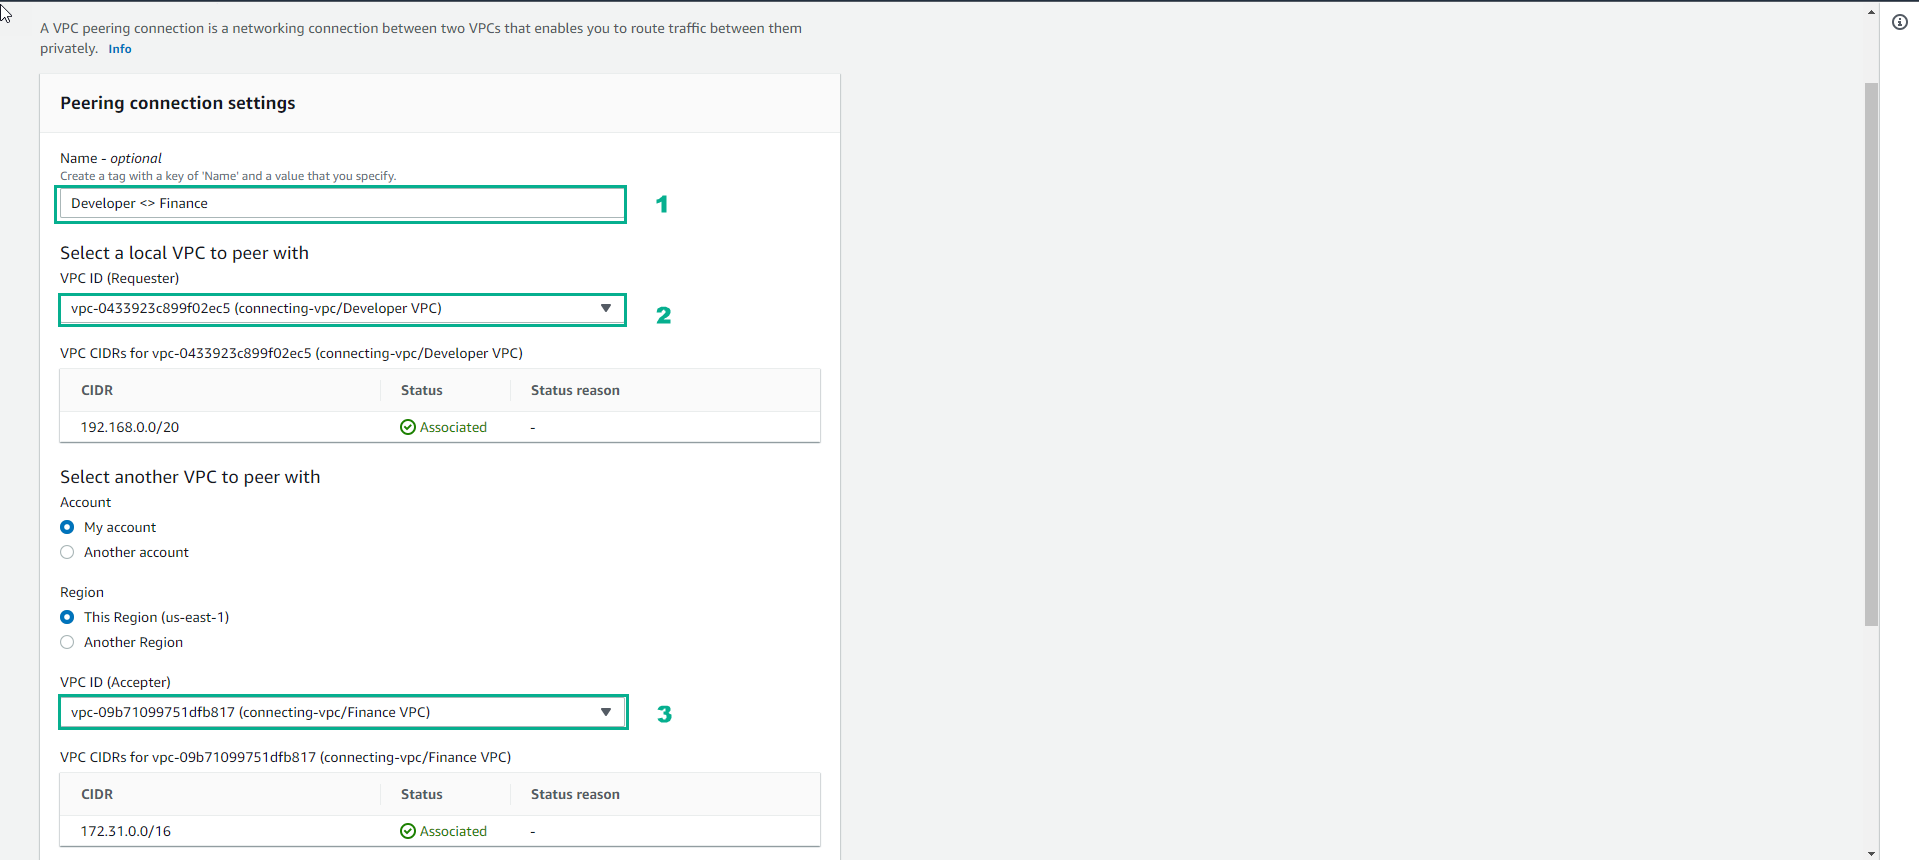 A VPC peering connection is a networking connection between two VPCs that enables you to route traffic between them
privately. Info
Peering connection settings
Name - optional
Create a tag with a key of 'Name' and a value that you specify.
Developer <> Finance
1
Select a local VPC to peer with
VPC ID (Requester)
vpc-0433923c899f02ec5 (connecting-vpc/Developer VPC)
2
VPC CIDRs for vpc-0433923c899f02ec5 (connecting-vpc/Developer VPC)
CIDR Status Status reason
192.168.0.0/20 Associated -
Select another VPC to peer with
Account
My account
Another account
Region
This Region (us-east-1)
Another Region
VPC ID (Accepter)
vpc-09b71099751dfb817 (connecting-vpc/Finance VPC)
3
VPC CIDRs for vpc-09b71099751dfb817 (connecting-vpc/Finance VPC)
CIDR Status Status reason
172.31.0.0/16 Associated -